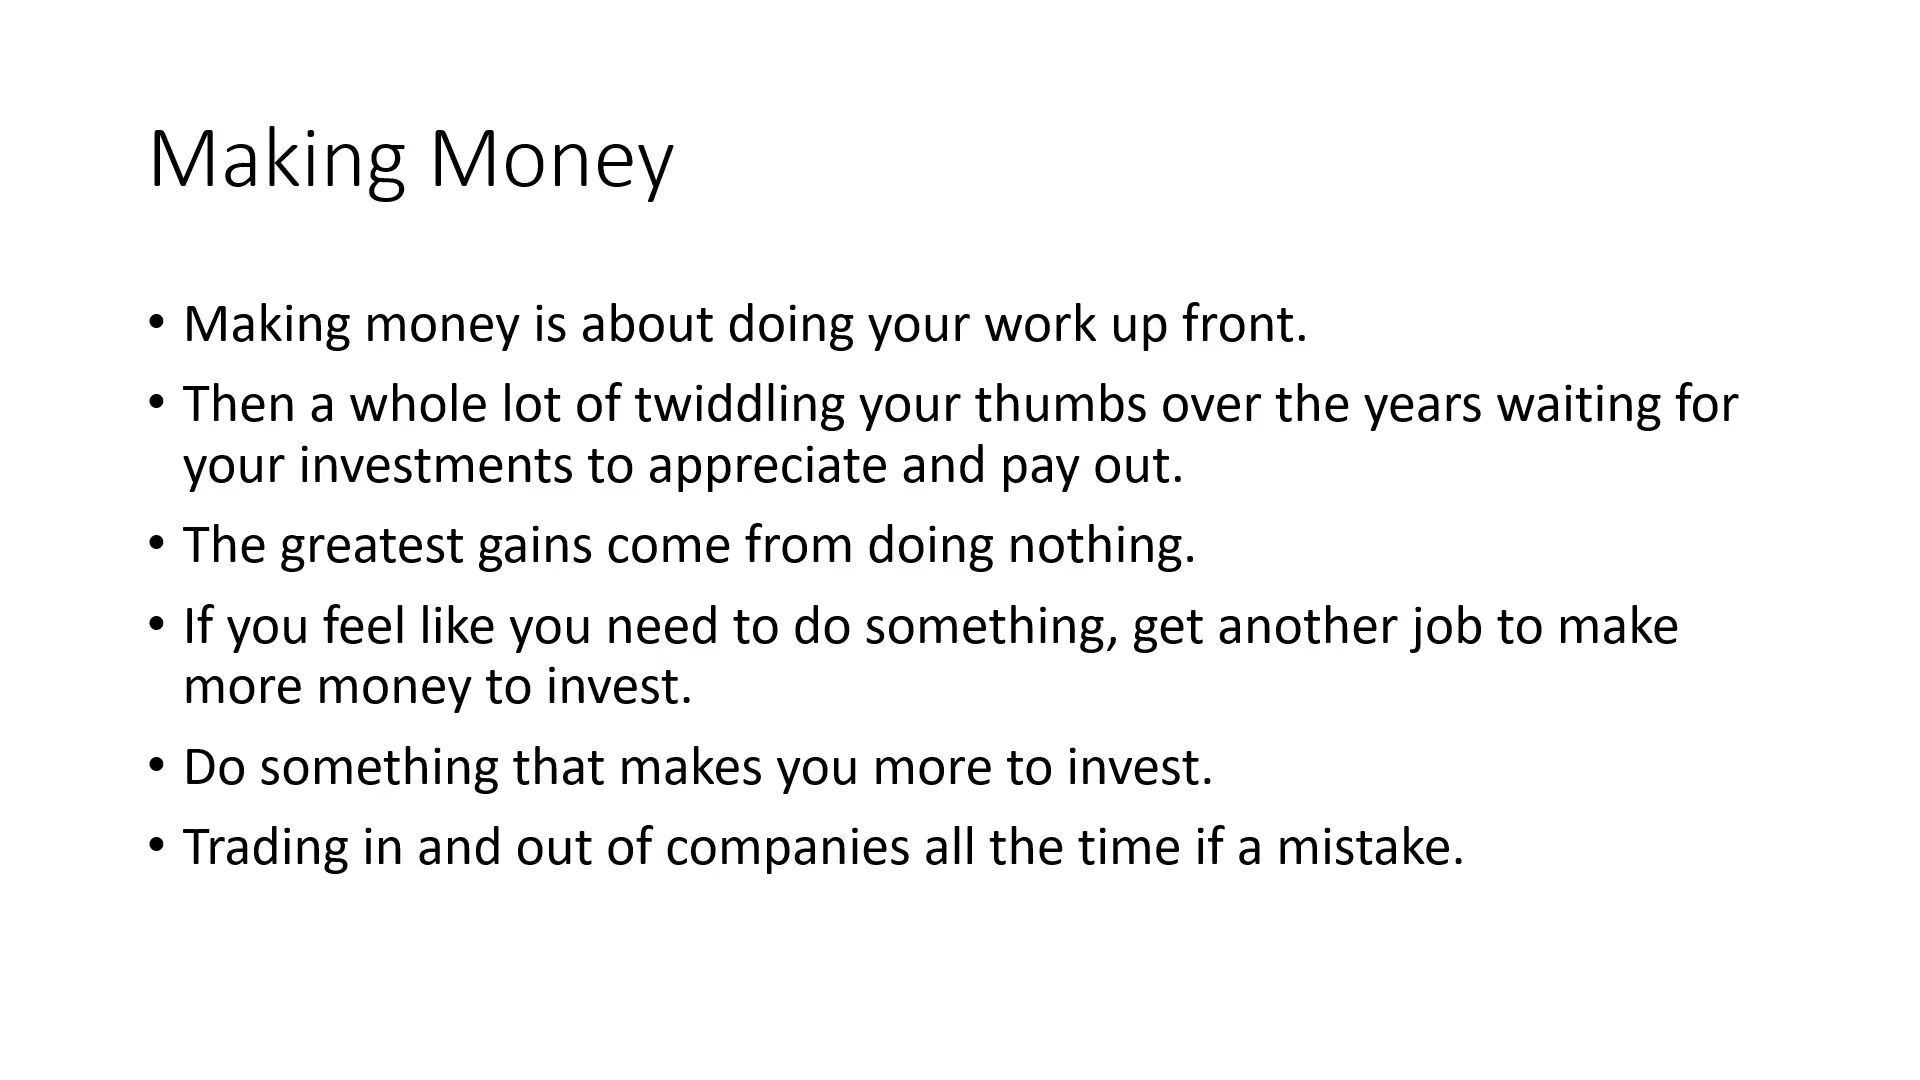 Making Money
• Making money is about doing your work up front.
• Then a whole lot of twiddling your thumbs over the years waiting for
your investments to appreciate and pay out.
• The greatest gains come from doing nothing.
• If you feel like you need to do something, get another job to make
more money to invest.
• Do something that makes you more to invest.
• Trading in and out of companies all the time if a mistake.